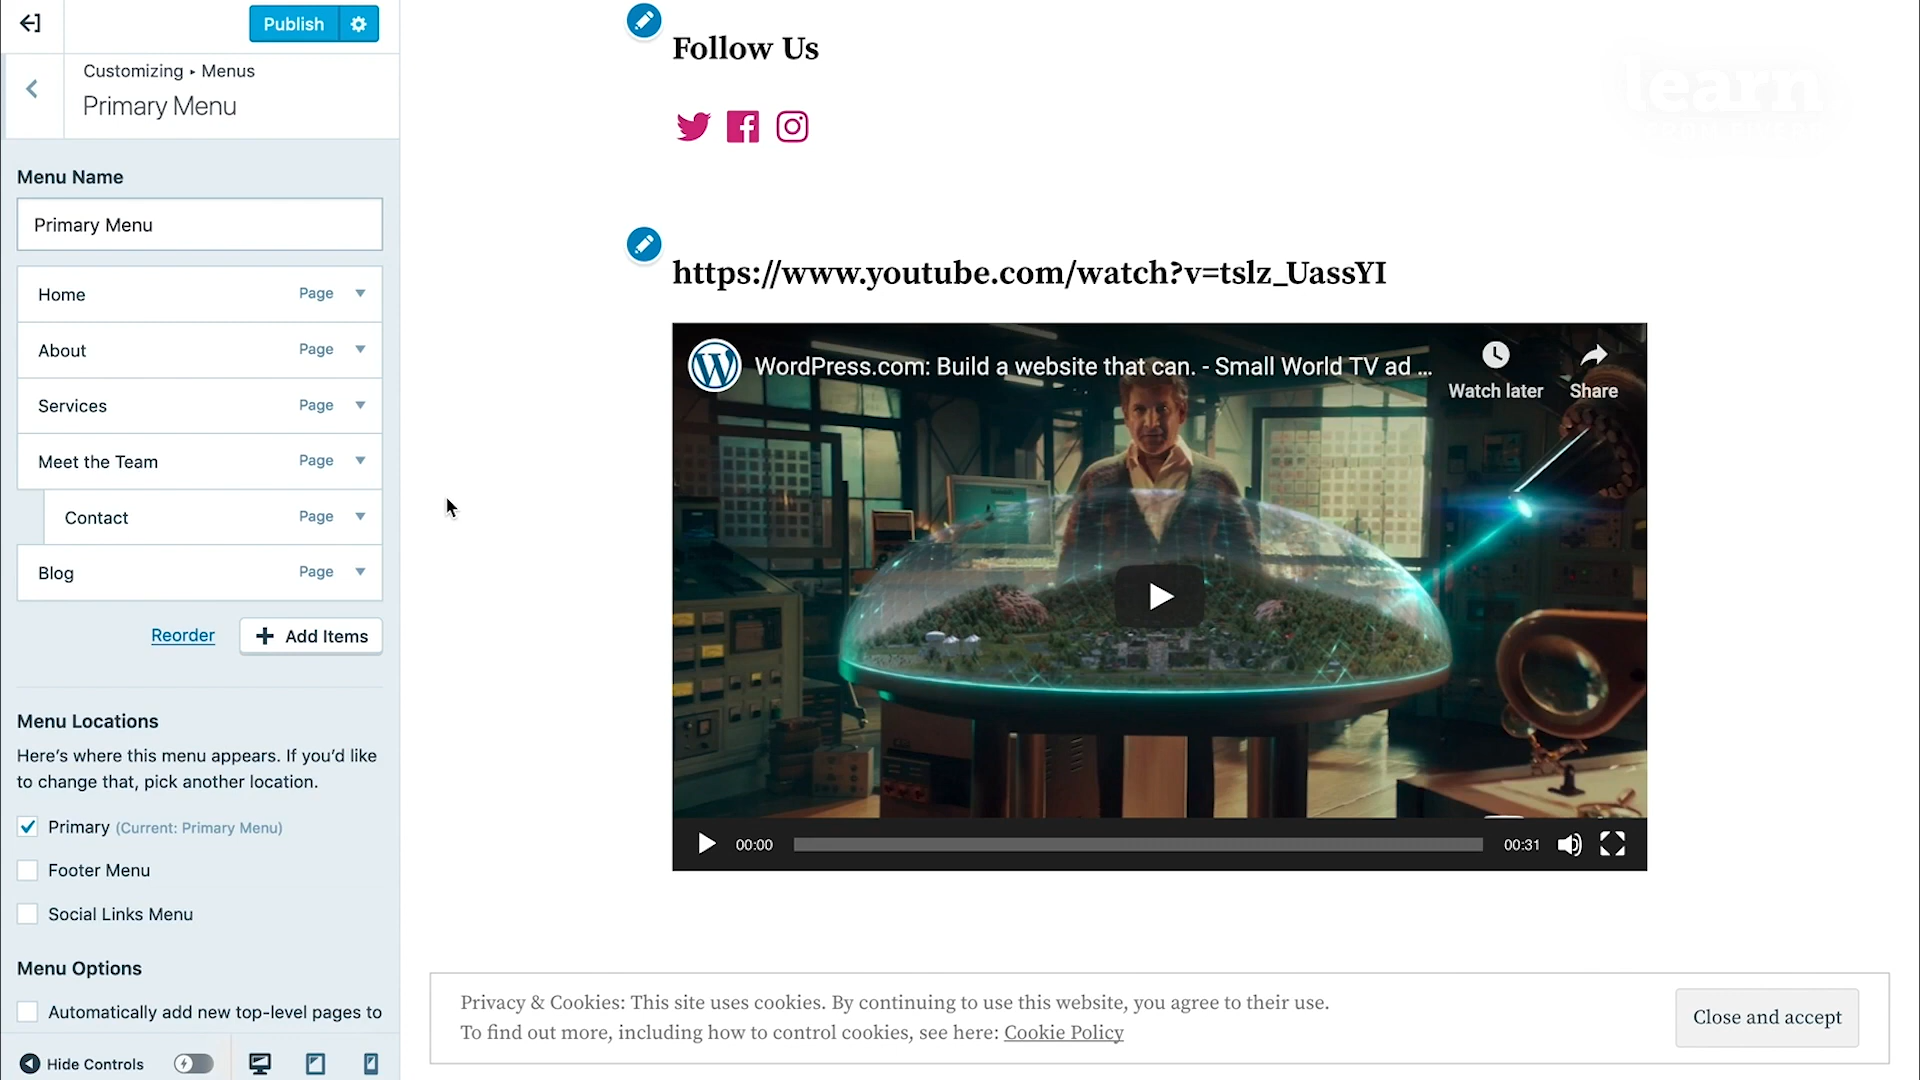 Publish
Customizing ▸ Menus
Primary Menu
Menu Name
Primary Menu
Home Page
About Page
Services Page
Meet the Team Page
Contact Page
Blog Page
Reorder
Add Items
Menu Locations
Here’s where this menu appears. If you’d like
to change that, pick another location.
Primary (Current: Primary Menu)
Footer Menu
Social Links Menu
Menu Options
Automatically add new top-level pages to
Hide Controls
learn
Follow Us
https://www.youtube.com/watch?v=tslz_UassYI
WordPress.com: Build a website that can. - Small World TV ad ...
Watch later
Share
00:00
00:31
Privacy & Cookies: This site uses cookies. By continuing to use this website, you agree to their use.
To find out more, including how to control cookies, see here: Cookie Policy
Close and accept